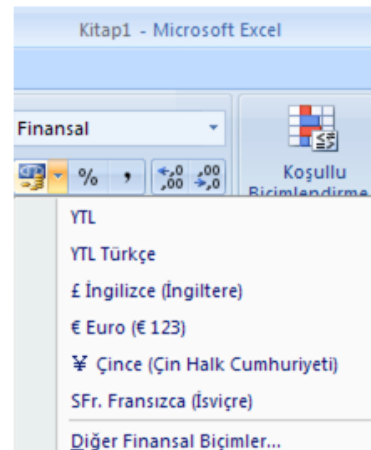 Kitap1 - Microsoft Excel
Finansal
% , ,0 ,00 ,00 ,0
Koşullu
Biçimlendirme
YTL
YTL Türkçe
£ İngilizce (İngiltere)
€ Euro (€ 123)
¥ Çince (Çin Halk Cumhuriyeti)
SFr. Fransızca (İsviçre)
Diğer Finansal Biçimler...